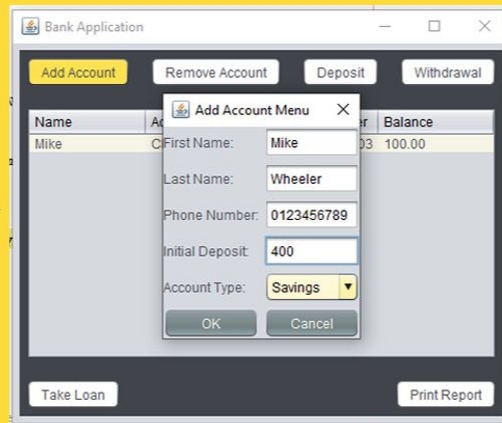 Bank Application
Add Account Remove Account Deposit Withdrawal
Add Account Menu
Name Balance
Mike 03 100.00
First Name: Mike
Last Name: Wheeler
Phone Number: 0123456789
Initial Deposit: 400
Account Type: Savings
OK Cancel
Take Loan Print Report